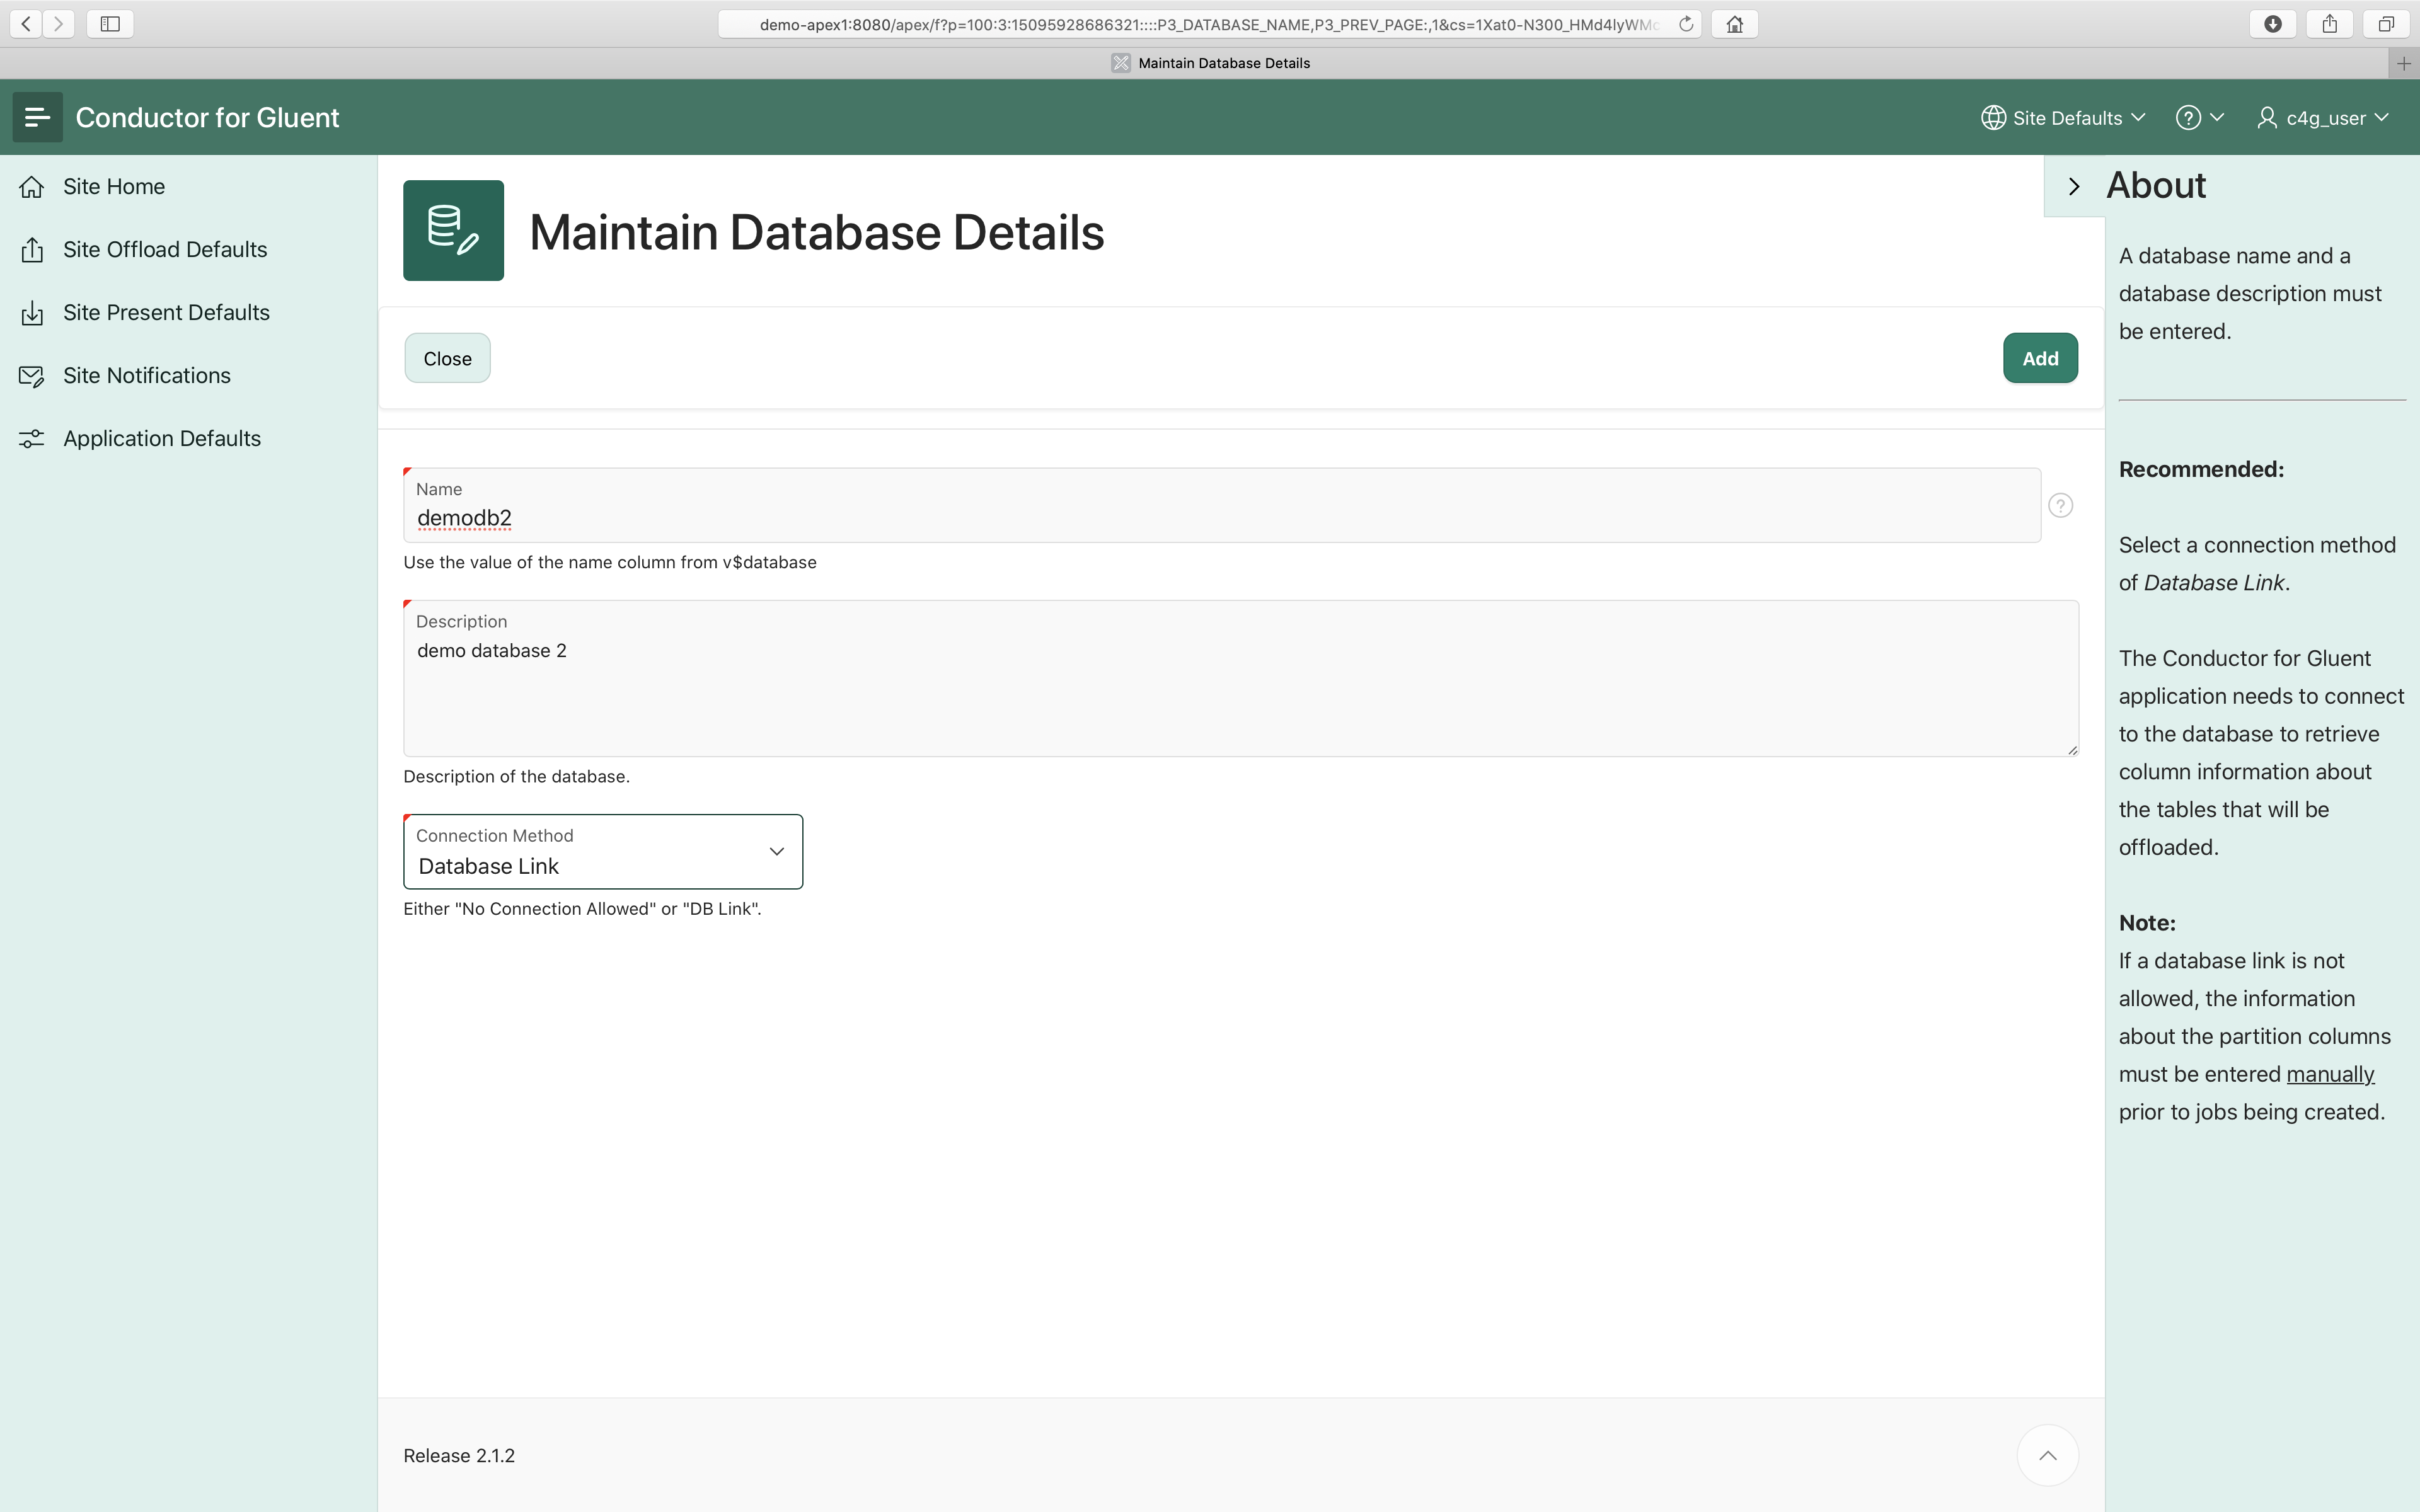 demo-apex1:8080/apex/f?p=100:3:15095928686321::::P3_DATABASE_NAME,P3_PREV_PAGE:,1&cs=1Xat0-N300_HMd4lyWM
Maintain Database Details
Conductor for Gluent
Site Defaults
?
c4g_user
Site Home
Site Offload Defaults
Site Present Defaults
Site Notifications
Application Defaults
Maintain Database Details
Close
Add
Name
demodb2
?
Use the value of the name column from v$database
Description
demo database 2
Description of the database.
Connection Method
Database Link
Either "No Connection Allowed" or "DB Link".
Release 2.1.2
About
A database name and a
database description must
be entered.
Recommended:
Select a connection method
of Database Link.
The Conductor for Gluent
application needs to connect
to the database to retrieve
column information about
the tables that will be
offloaded.
Note:
If a database link is not
allowed, the information
about the partition columns
must be entered manually
prior to jobs being created.